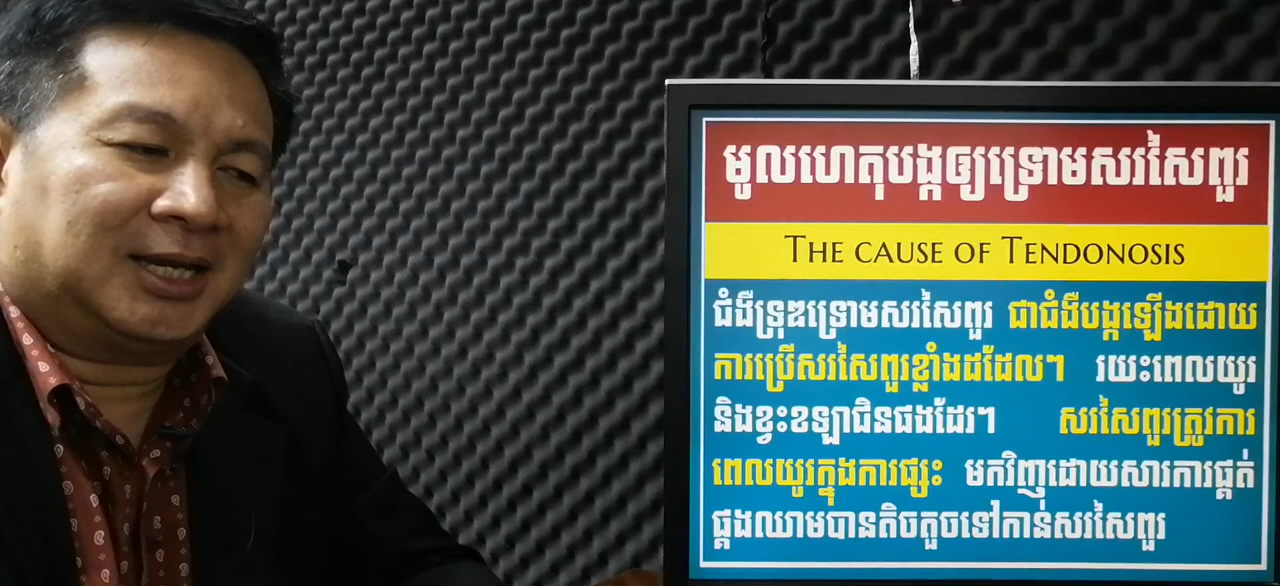 មូលហេតុបង្កឲ្យទ្រោមសរសៃពួរ
THE CAUSE OF TENDONOSIS
ជំងឺទ្រុឌទ្រោមសរសៃពួរ ជាជំងឺបង្កឡើងដោយ
ការប្រើសរសៃពួរខ្លាំងដដែលៗ រយះពេលយូរ
និងខ្វះខឡាជិនផងដែរ។ សរសៃពួរត្រូវការ
ពេលយូរក្នុងការផ្សះ មកវិញដោយសារការផ្គត់
ផ្គងឈាមបានតិចតួចទៅកាន់សរសៃពួរ